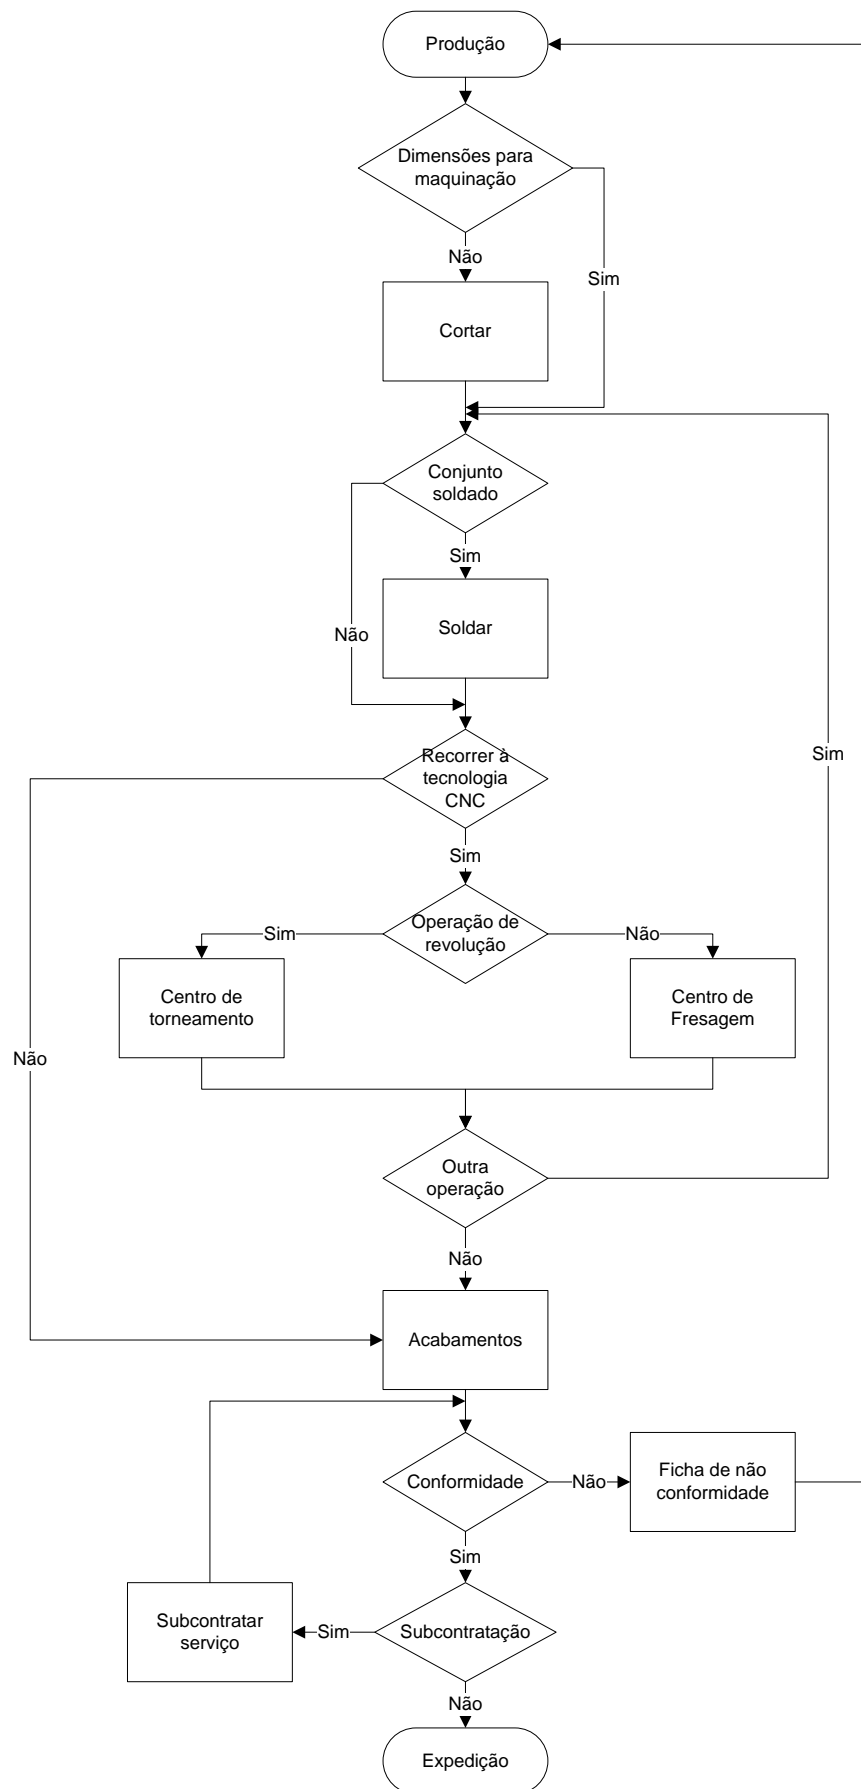 Produção
Dimensões para
maquinação
Não
Sim
Cortar
Conjunto
soldado
Sim
Não
Soldar
Recorrer à
tecnologia
CNC
Sim
Sim
Operação de
revolução
Sim
Não
Centro de
torneamento
Centro de
Fresagem
Não
Outra
operação
Não
Acabamentos
Conformidade
Não
Ficha de não
conformidade
Sim
Subcontratar
serviço
Sim
Subcontratação
Não
Expedição